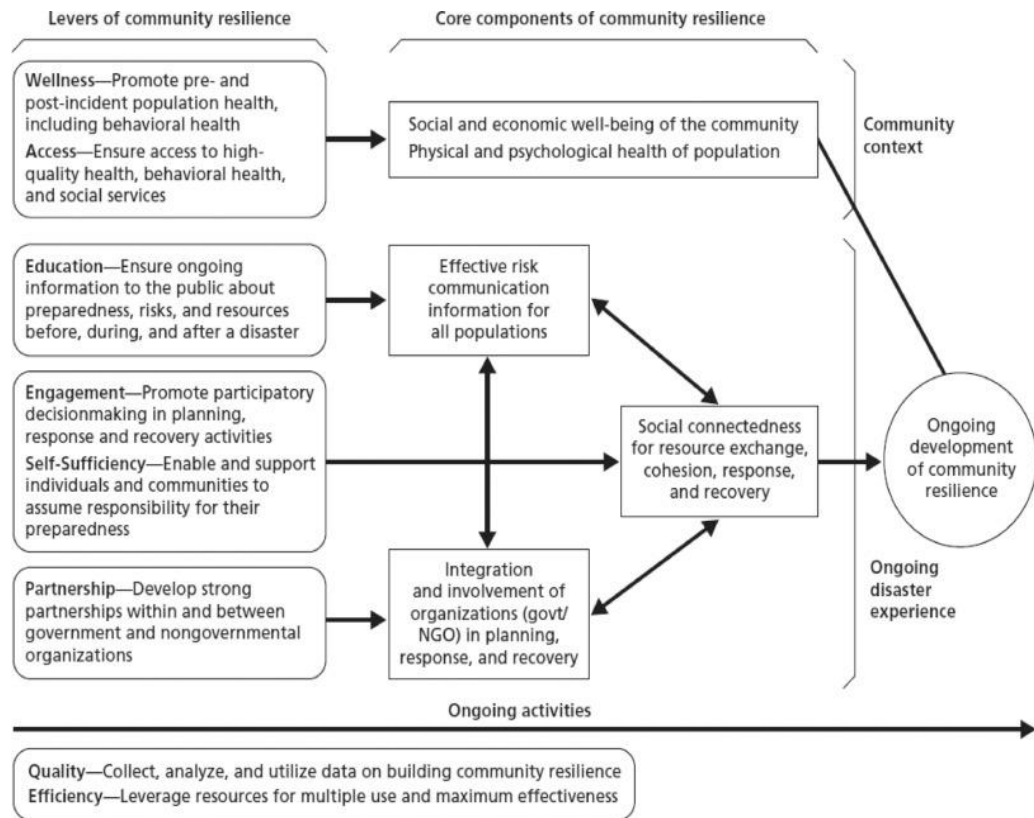 Levers of community resilience
Core components of community resilience
Wellness—Promote pre- and
post-incident population health,
including behavioral health
Access—Ensure access to high-
quality health, behavioral health,
and social services
Social and economic well-being of the community
Physical and psychological health of population
Community
context
Education—Ensure ongoing
information to the public about
preparedness, risks, and resources
before, during, and after a disaster
Effective risk
communication
information for
all populations
Engagement—Promote participatory
decisionmaking in planning,
response and recovery activities
Self-Sufficiency—Enable and support
individuals and communities to
assume responsibility for their
preparedness
Social connectedness
for resource exchange,
cohesion, response,
and recovery
Ongoing
development
of community
resilience
Partnership—Develop strong
partnerships within and between
government and nongovernmental
organizations
Integration
and involvement of
organizations (govt/
NGO) in planning,
response, and recovery
Ongoing
disaster
experience
Ongoing activities
Quality—Collect, analyze, and utilize data on building community resilience
Efficiency—Leverage resources for multiple use and maximum effectiveness